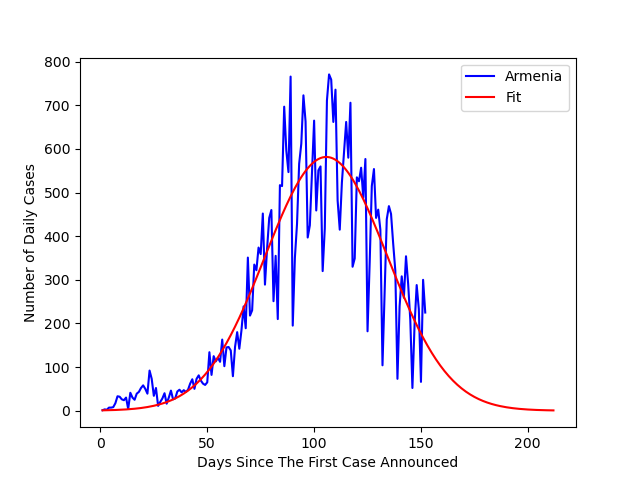 800
700
600
500
400
300
200
100
0
Number of Daily Cases
Armenia
Fit
0 50 100 150 200
Days Since The First Case Announced